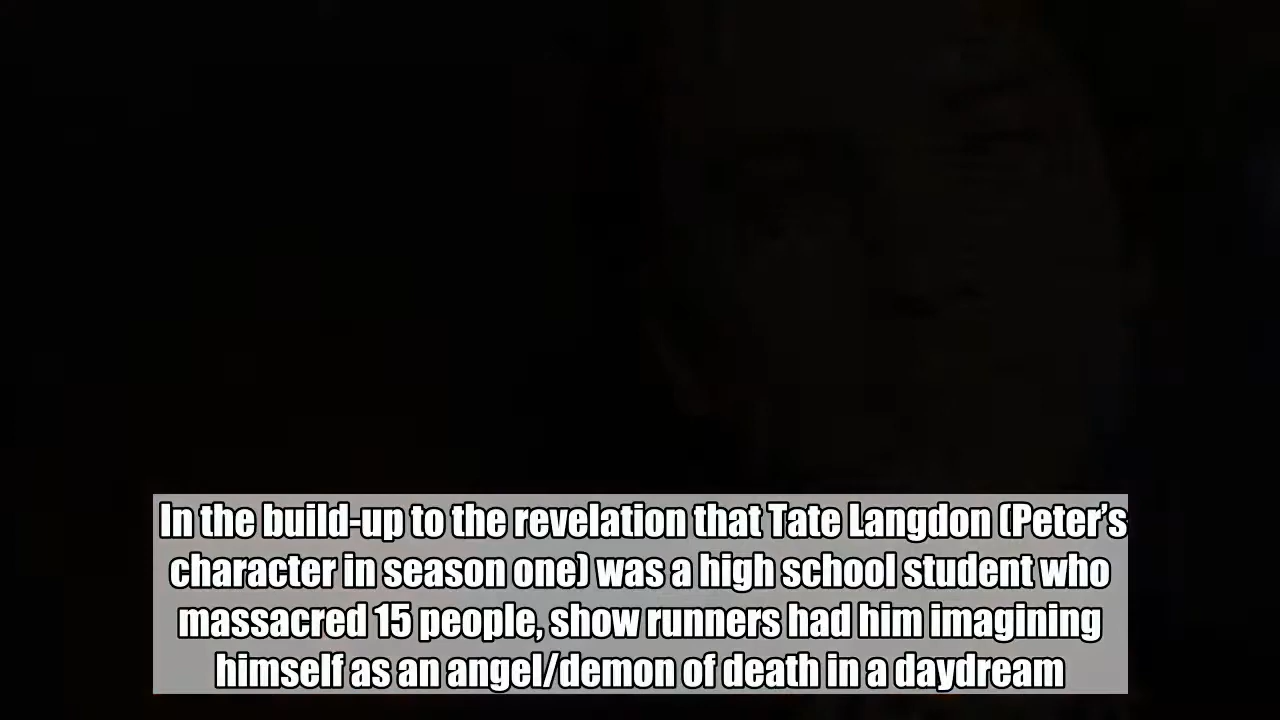 In the build-up to the revelation that Tate Langdon (Peter’s
character in season one) was a high school student who
massacred 15 people, show runners had him imagining
himself as an angel/demon of death in a daydream